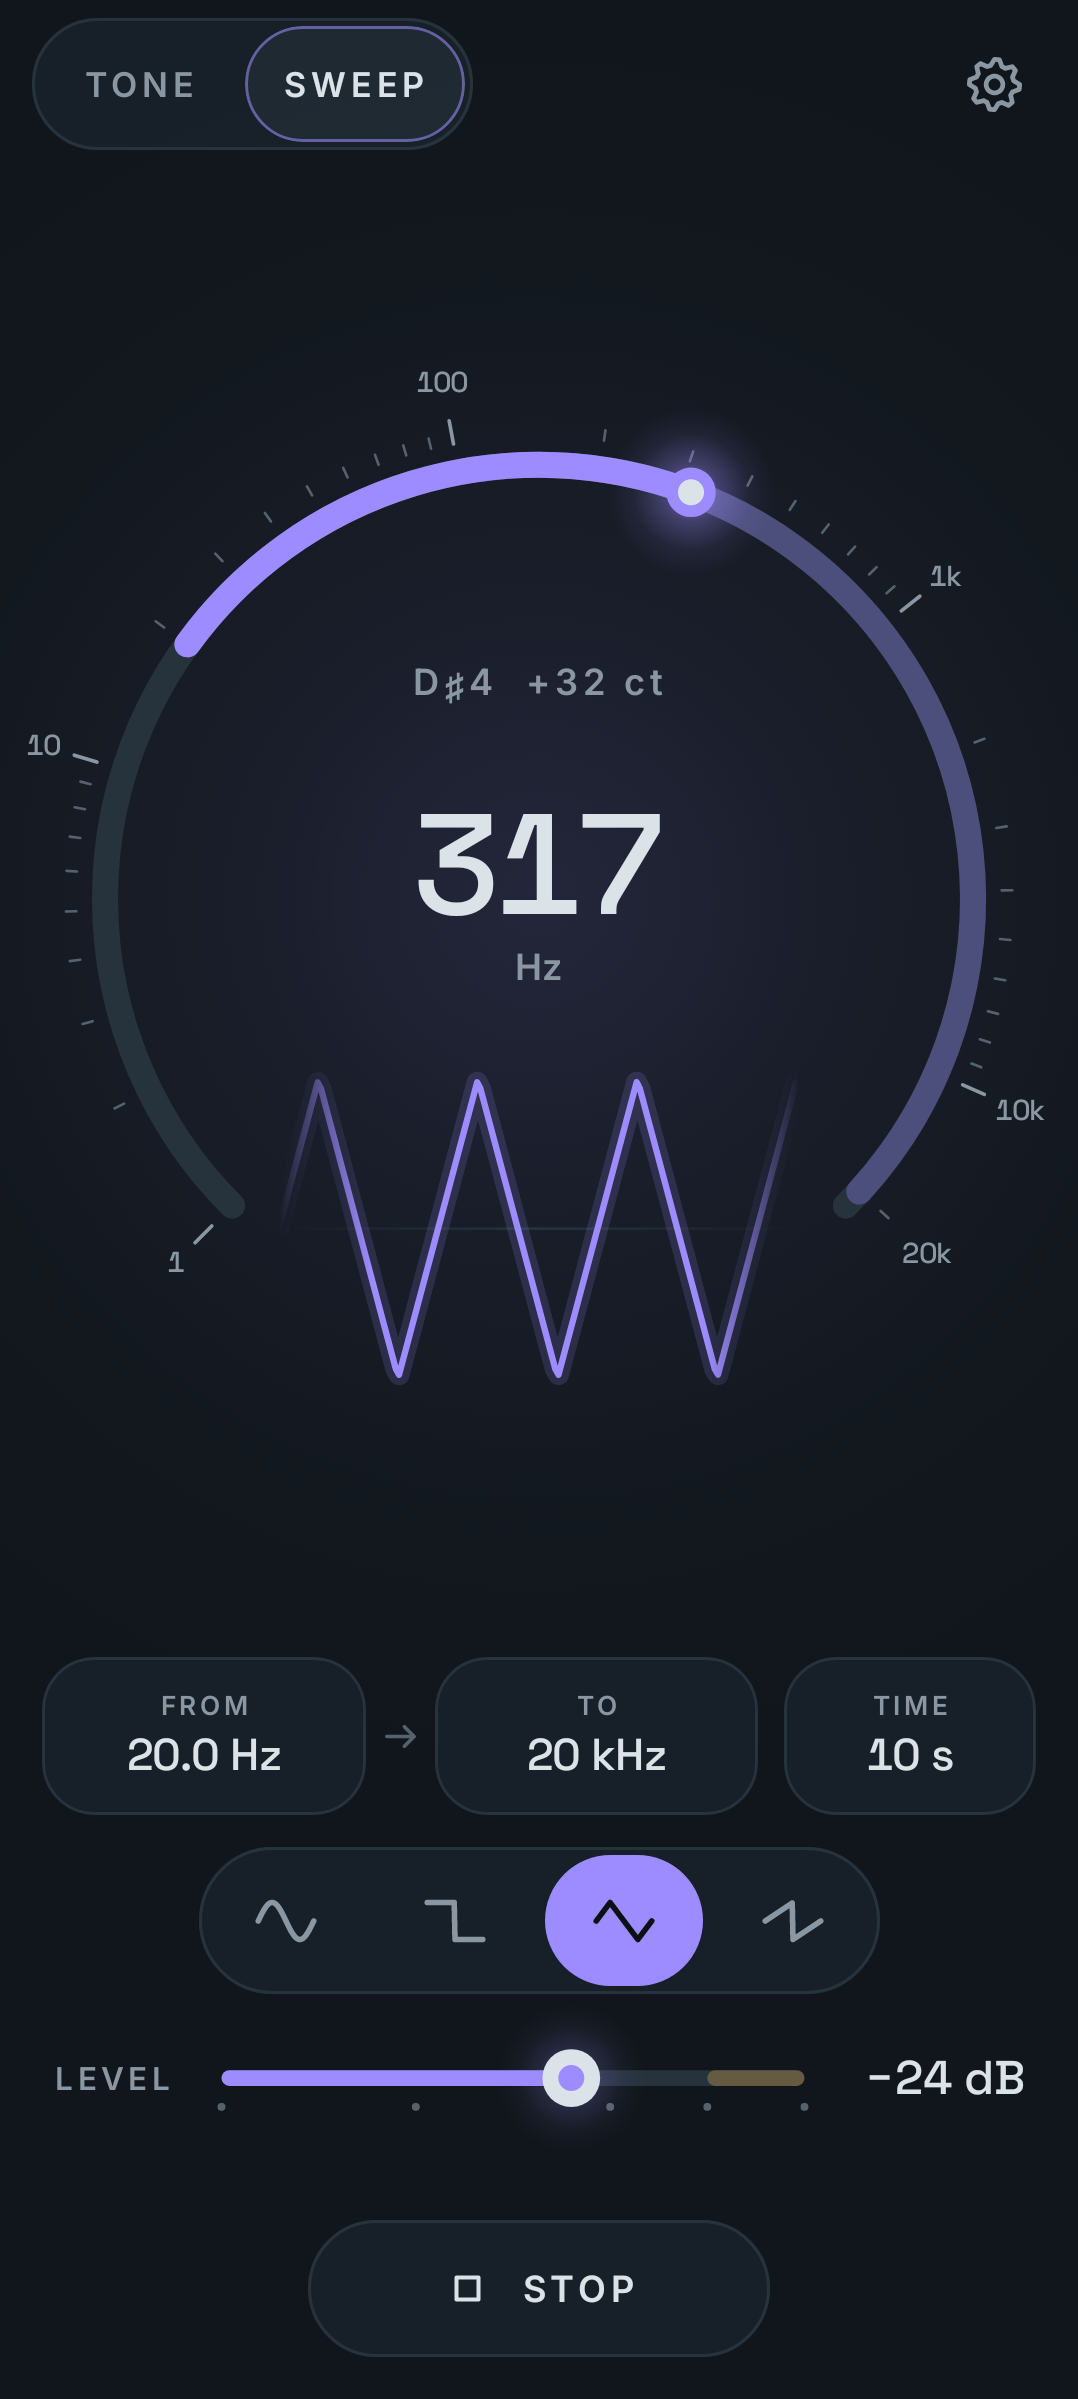 TONE SWEEP
100
1k
D♯4 +32 ct
10
317
Hz
10k
1
20k
FROM
20.0 Hz
TO
20 kHz
TIME
10 s
LEVEL
−24 dB
STOP